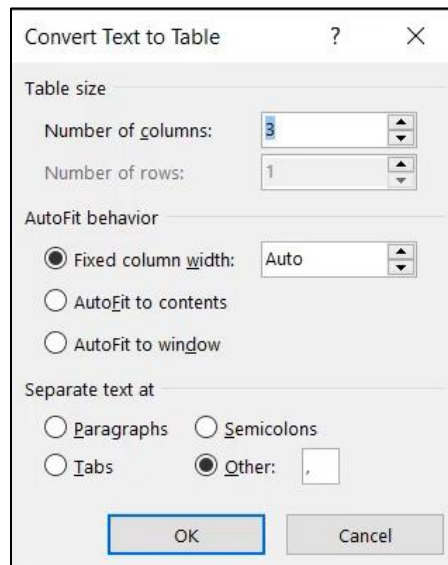 Convert Text to Table ? ×
Table size
Number of columns: 3
Number of rows: 1
AutoFit behavior
Fixed column width: Auto
AutoFit to contents
AutoFit to window
Separate text at
Paragraphs Semicolons
Tabs Other: ,
OK Cancel